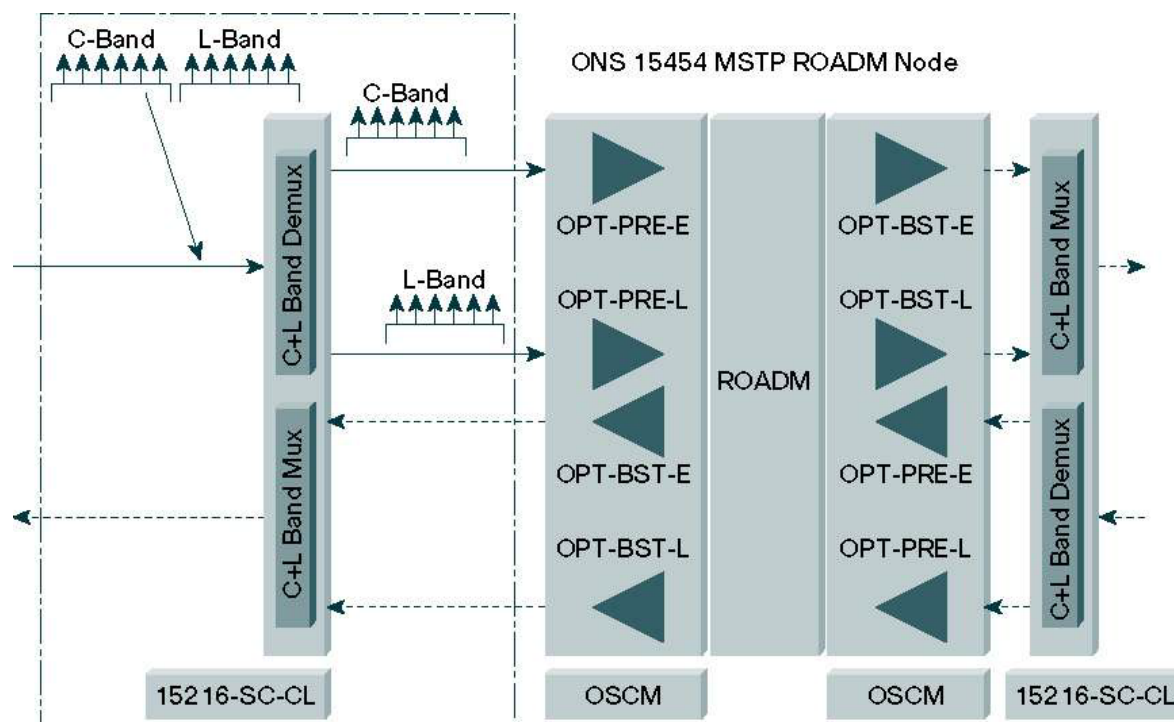 C-Band
L-Band
ONS 15454 MSTP ROADM Node
C-Band
C+L Band Demux
L-Band
C+L Band Mux
15216-SC-CL
OPT-PRE-E
OPT-PRE-L
OPT-BST-E
OPT-BST-L
OSCM
ROADM
OPT-BST-E
OPT-BST-L
OPT-PRE-E
OPT-PRE-L
OSCM
C+L Band Mux
C+L Band Demux
15216-SC-CL